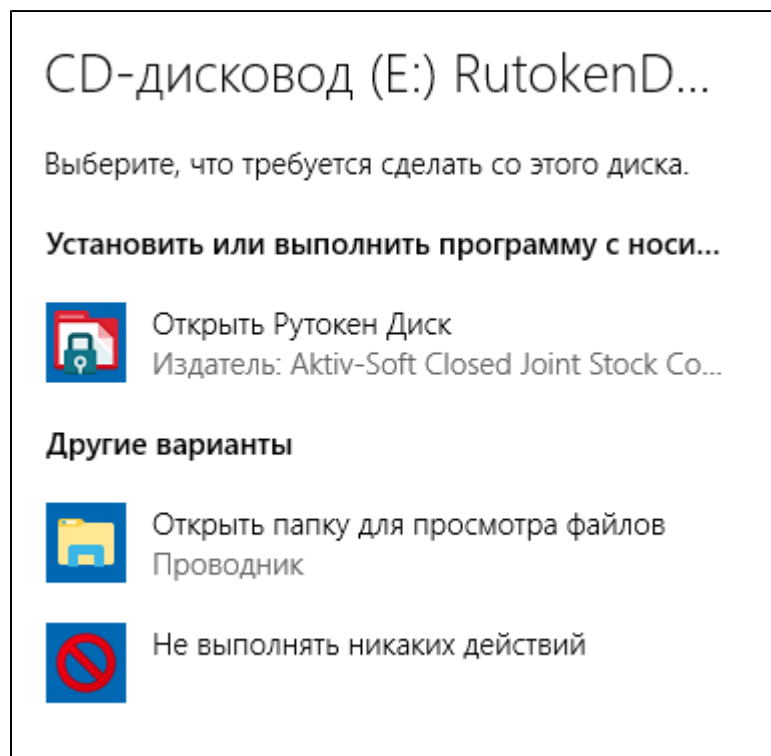 CD-дисковод (E:) RutokenD...
Выберите, что требуется сделать со этого диска.
Установить или выполнить программу с носи...
Открыть Рутокен Диск
Издатель: Aktiv-Soft Closed Joint Stock Co...
Другие варианты
Открыть папку для просмотра файлов
Проводник
Не выполнять никаких действий